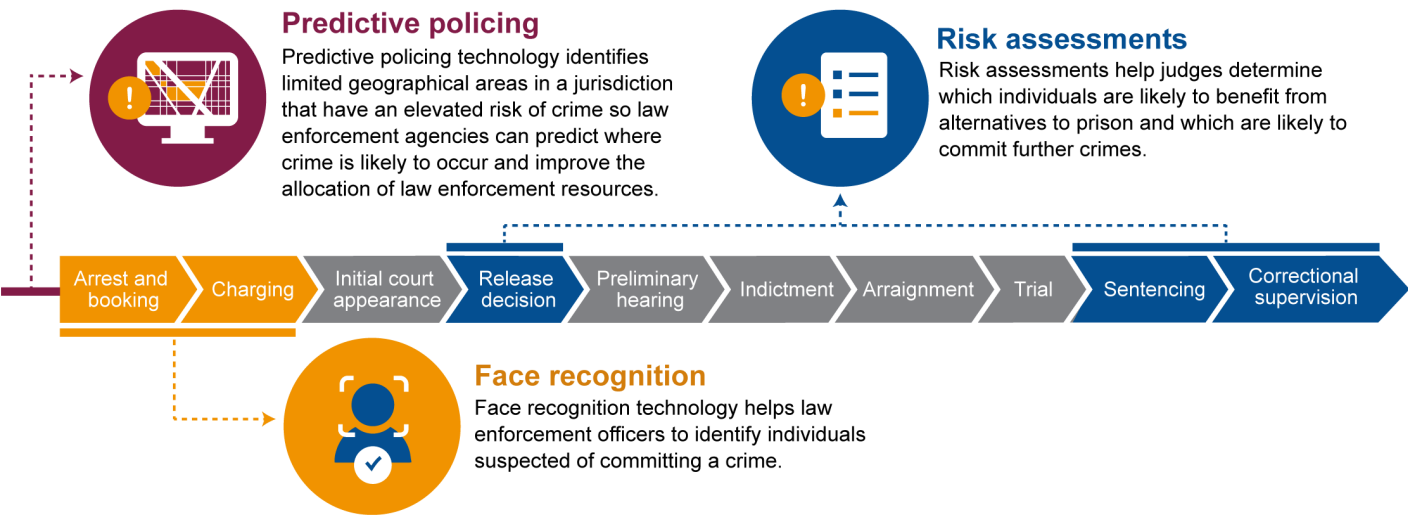 Predictive policing
Predictive policing technology identifies
limited geographical areas in a jurisdiction
that have an elevated risk of crime so law
enforcement agencies can predict where
crime is likely to occur and improve the
allocation of law enforcement resources.
Risk assessments
Risk assessments help judges determine
which individuals are likely to benefit from
alternatives to prison and which are likely to
commit further crimes.
Arrest and
booking
Charging
Initial court
appearance
Release
decision
Preliminary
hearing
Indictment
Arraignment
Trial
Sentencing
Correctional
supervision
Face recognition
Face recognition technology helps law
enforcement officers to identify individuals
suspected of committing a crime.